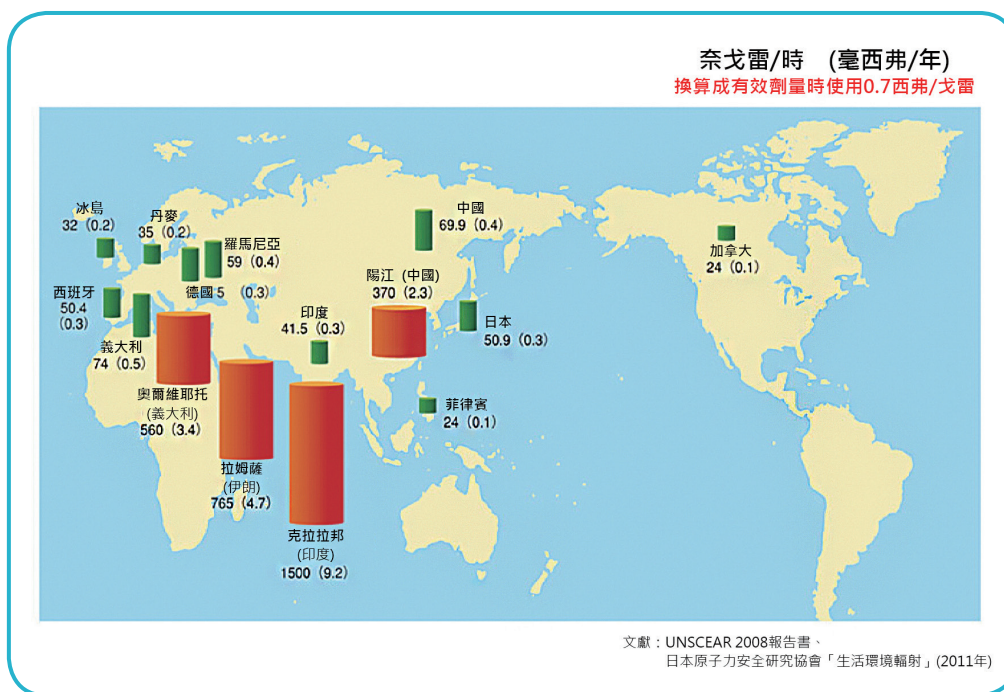 奈戈雷/時 (毫西弗/年)
換算成有效劑量時使用0.7西弗/戈雷
冰島
32（0.2）
丹麥
35（0.2）
羅馬尼亞
59（0.4）
德國 5 （0.3）
西班牙
50.4
（0.3）
義大利
74（0.5）
奧爾維耶托
(義大利)
560（3.4）
拉姆薩
(伊朗)
765（4.7）
印度
41.5（0.3）
克拉拉邦
(印度)
1500（9.2）
中國
69.9（0.4）
陽江 (中國)
370（2.3）
日本
50.9（0.3）
菲律賓
24（0.1）
加拿大
24（0.1）
文獻：UNSCEAR 2008報告書、
日本原子力安全研究協會「生活環境輻射」(2011年)